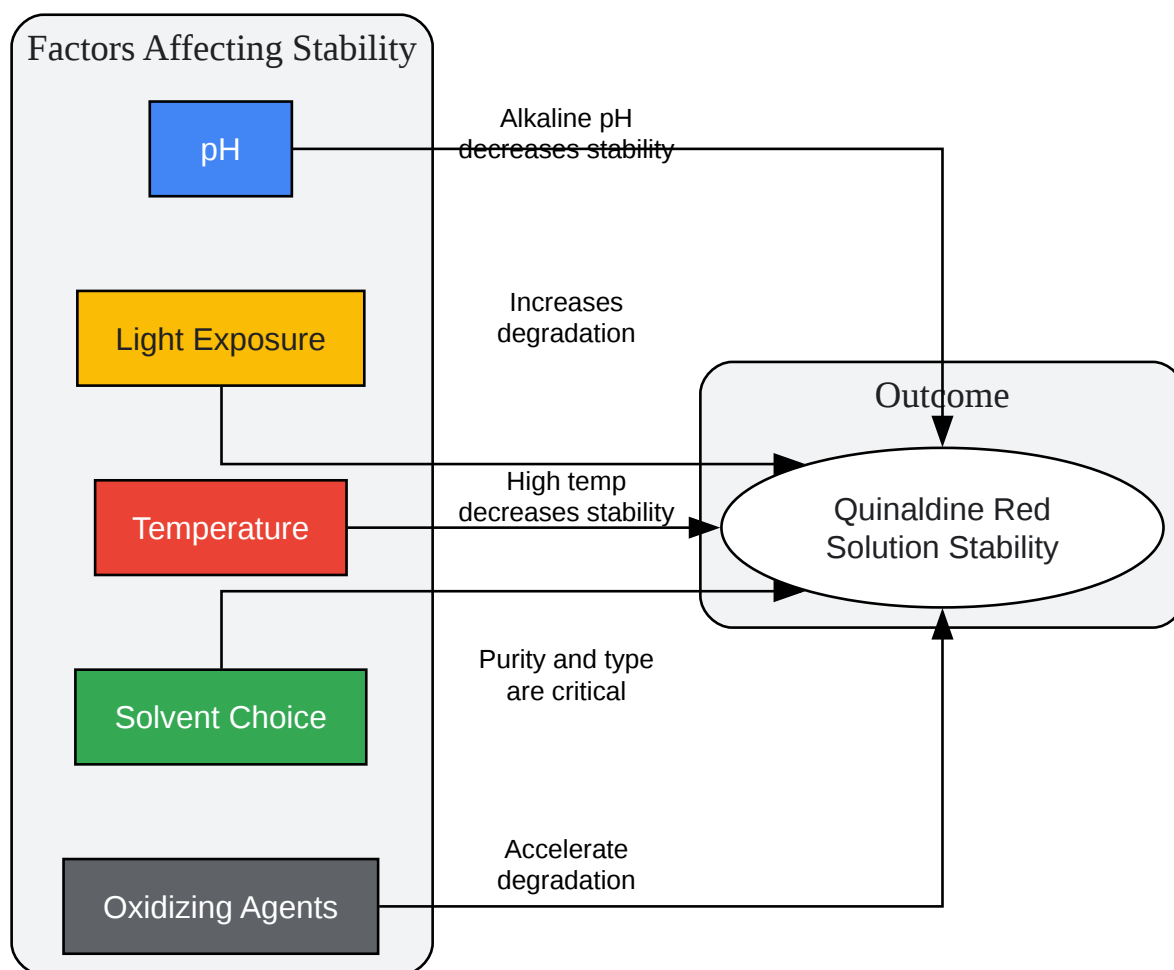 Factors Affecting Stability
pH
Alkaline pH
decreases stability
Light Exposure
Increases
degradation
Outcome
Temperature
High temp
decreases stability
Quinaldine Red
Solution Stability
Solvent Choice
Purity and type
are critical
Oxidizing Agents
Accelerate
degradation